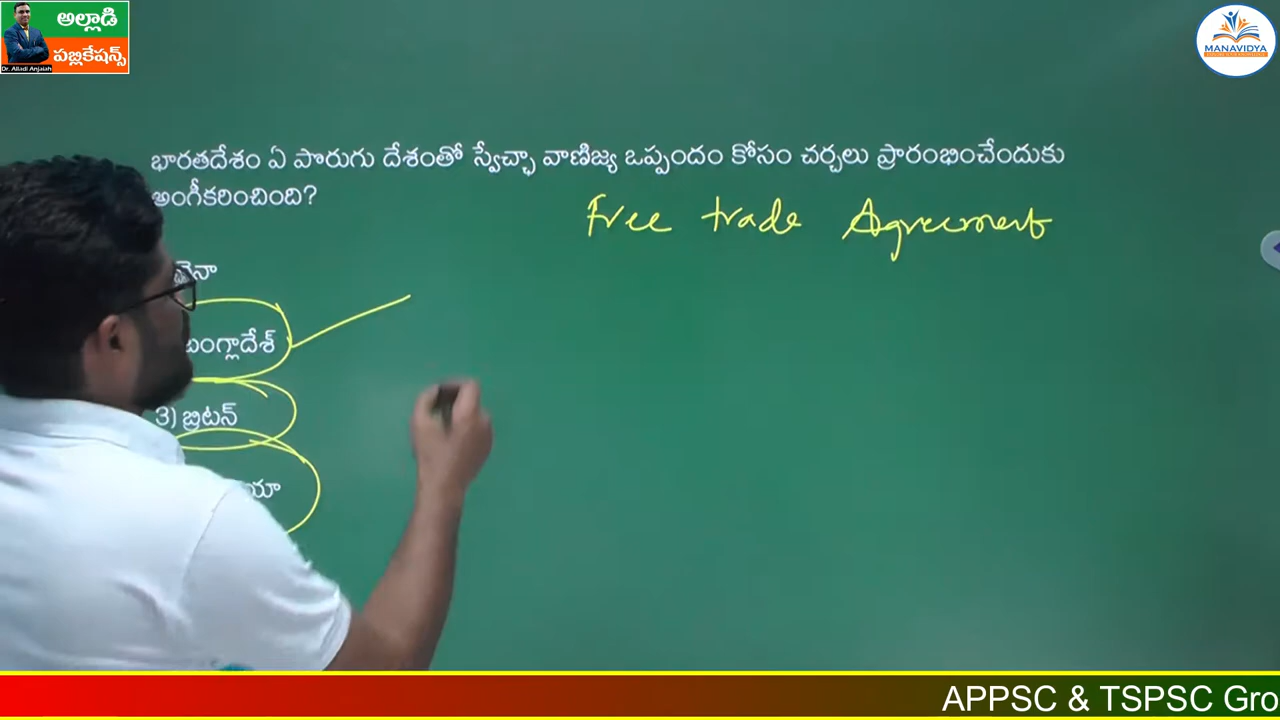 అల్లాడి
పబ్లికేషన్స్
Dr. Alladi Anjaiah
MANAVIDYA
భారతదేశం ఏ పొరుగు దేశంతో స్వేచ్ఛా వాణిజ్య ఒప్పందం కోసం చర్చలు ప్రారంభించేందుకు
అంగీకరించింది?
Free trade Agreement
బంగ్లాదేశ్
3) బ్రిటన్
APPSC & TSPSC Gro